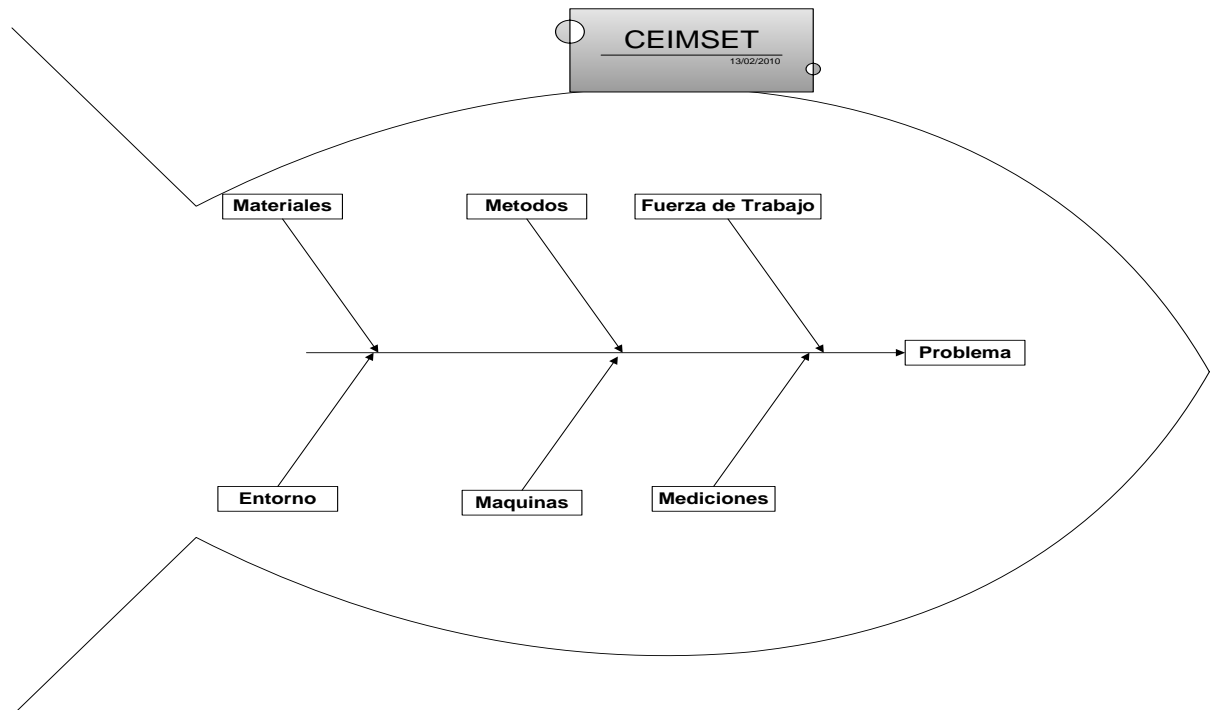 CEIMSET
13/02/2010
Materiales
Metodos
Fuerza de Trabajo
Problema
Entorno
Maquinas
Mediciones